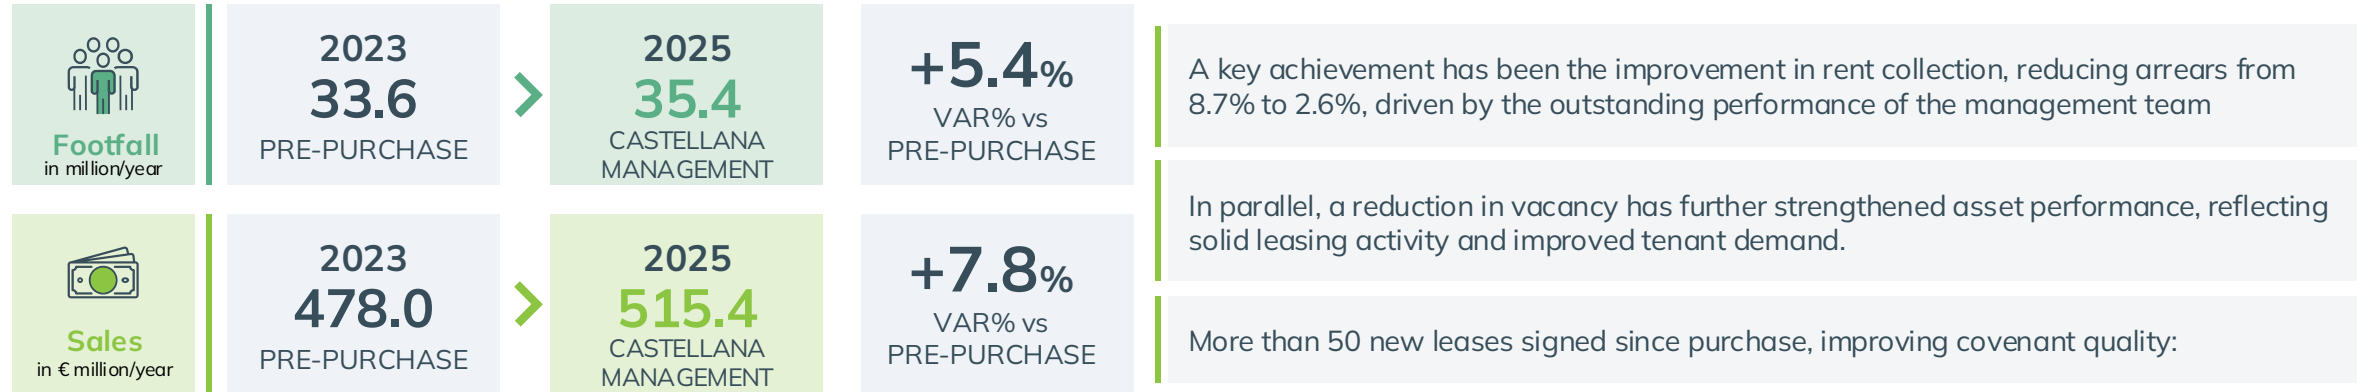 Footfall
in million/year
2023
33.6
PRE-PURCHASE
2025
35.4
CASTELLANA
MANAGEMENT
+5.4%
VAR% vs
PRE-PURCHASE
Sales
in € million/year
2023
478.0
PRE-PURCHASE
2025
515.4
CASTELLANA
MANAGEMENT
+7.8%
VAR% vs
PRE-PURCHASE
A key achievement has been the improvement in rent collection, reducing arrears from
8.7% to 2.6%, driven by the outstanding performance of the management team
In parallel, a reduction in vacancy has further strengthened asset performance, reflecting
solid leasing activity and improved tenant demand.
More than 50 new leases signed since purchase, improving covenant quality: